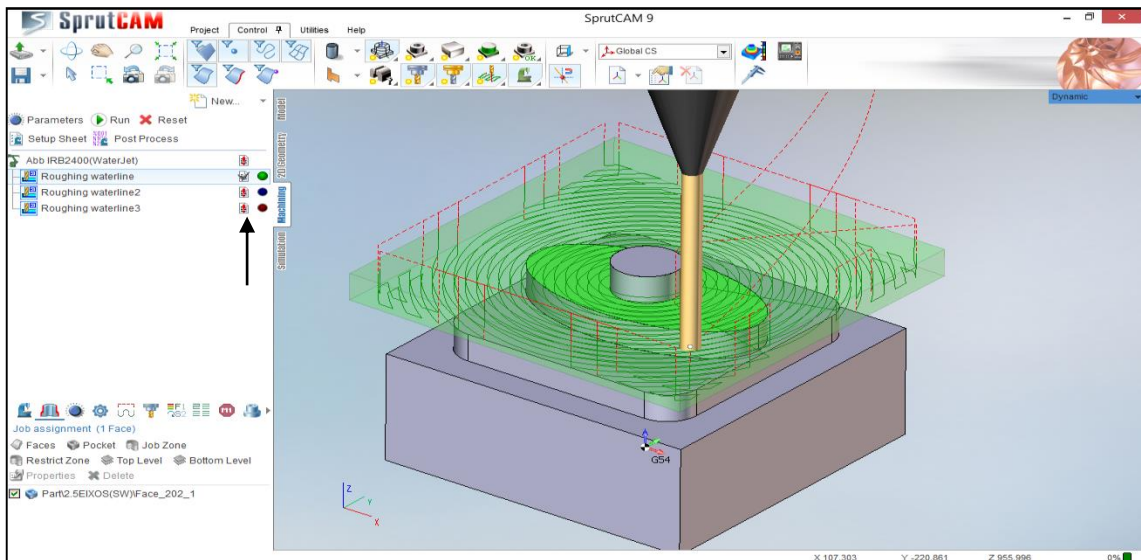 SprutCAM
SprutCAM 9
Project Control Utilities Help
Global CS
New...
Dynamic
Parameters Run Reset
Setup Sheet Post Process
Abb IRB2400(WaterJet)
Roughing waterline
Roughing waterline2
Roughing waterline3
Model
2D Geometry
Machining
Simulation
Job assignment (1 Face)
Faces Pocket Job Zone
Restrict Zone Top Level Bottom Level
Properties Delete
Part\2.5EIXOS(SW)\Face_202_1
G54
Z
Y
X
X 107.303 Y -220.861 Z 955.996 0%